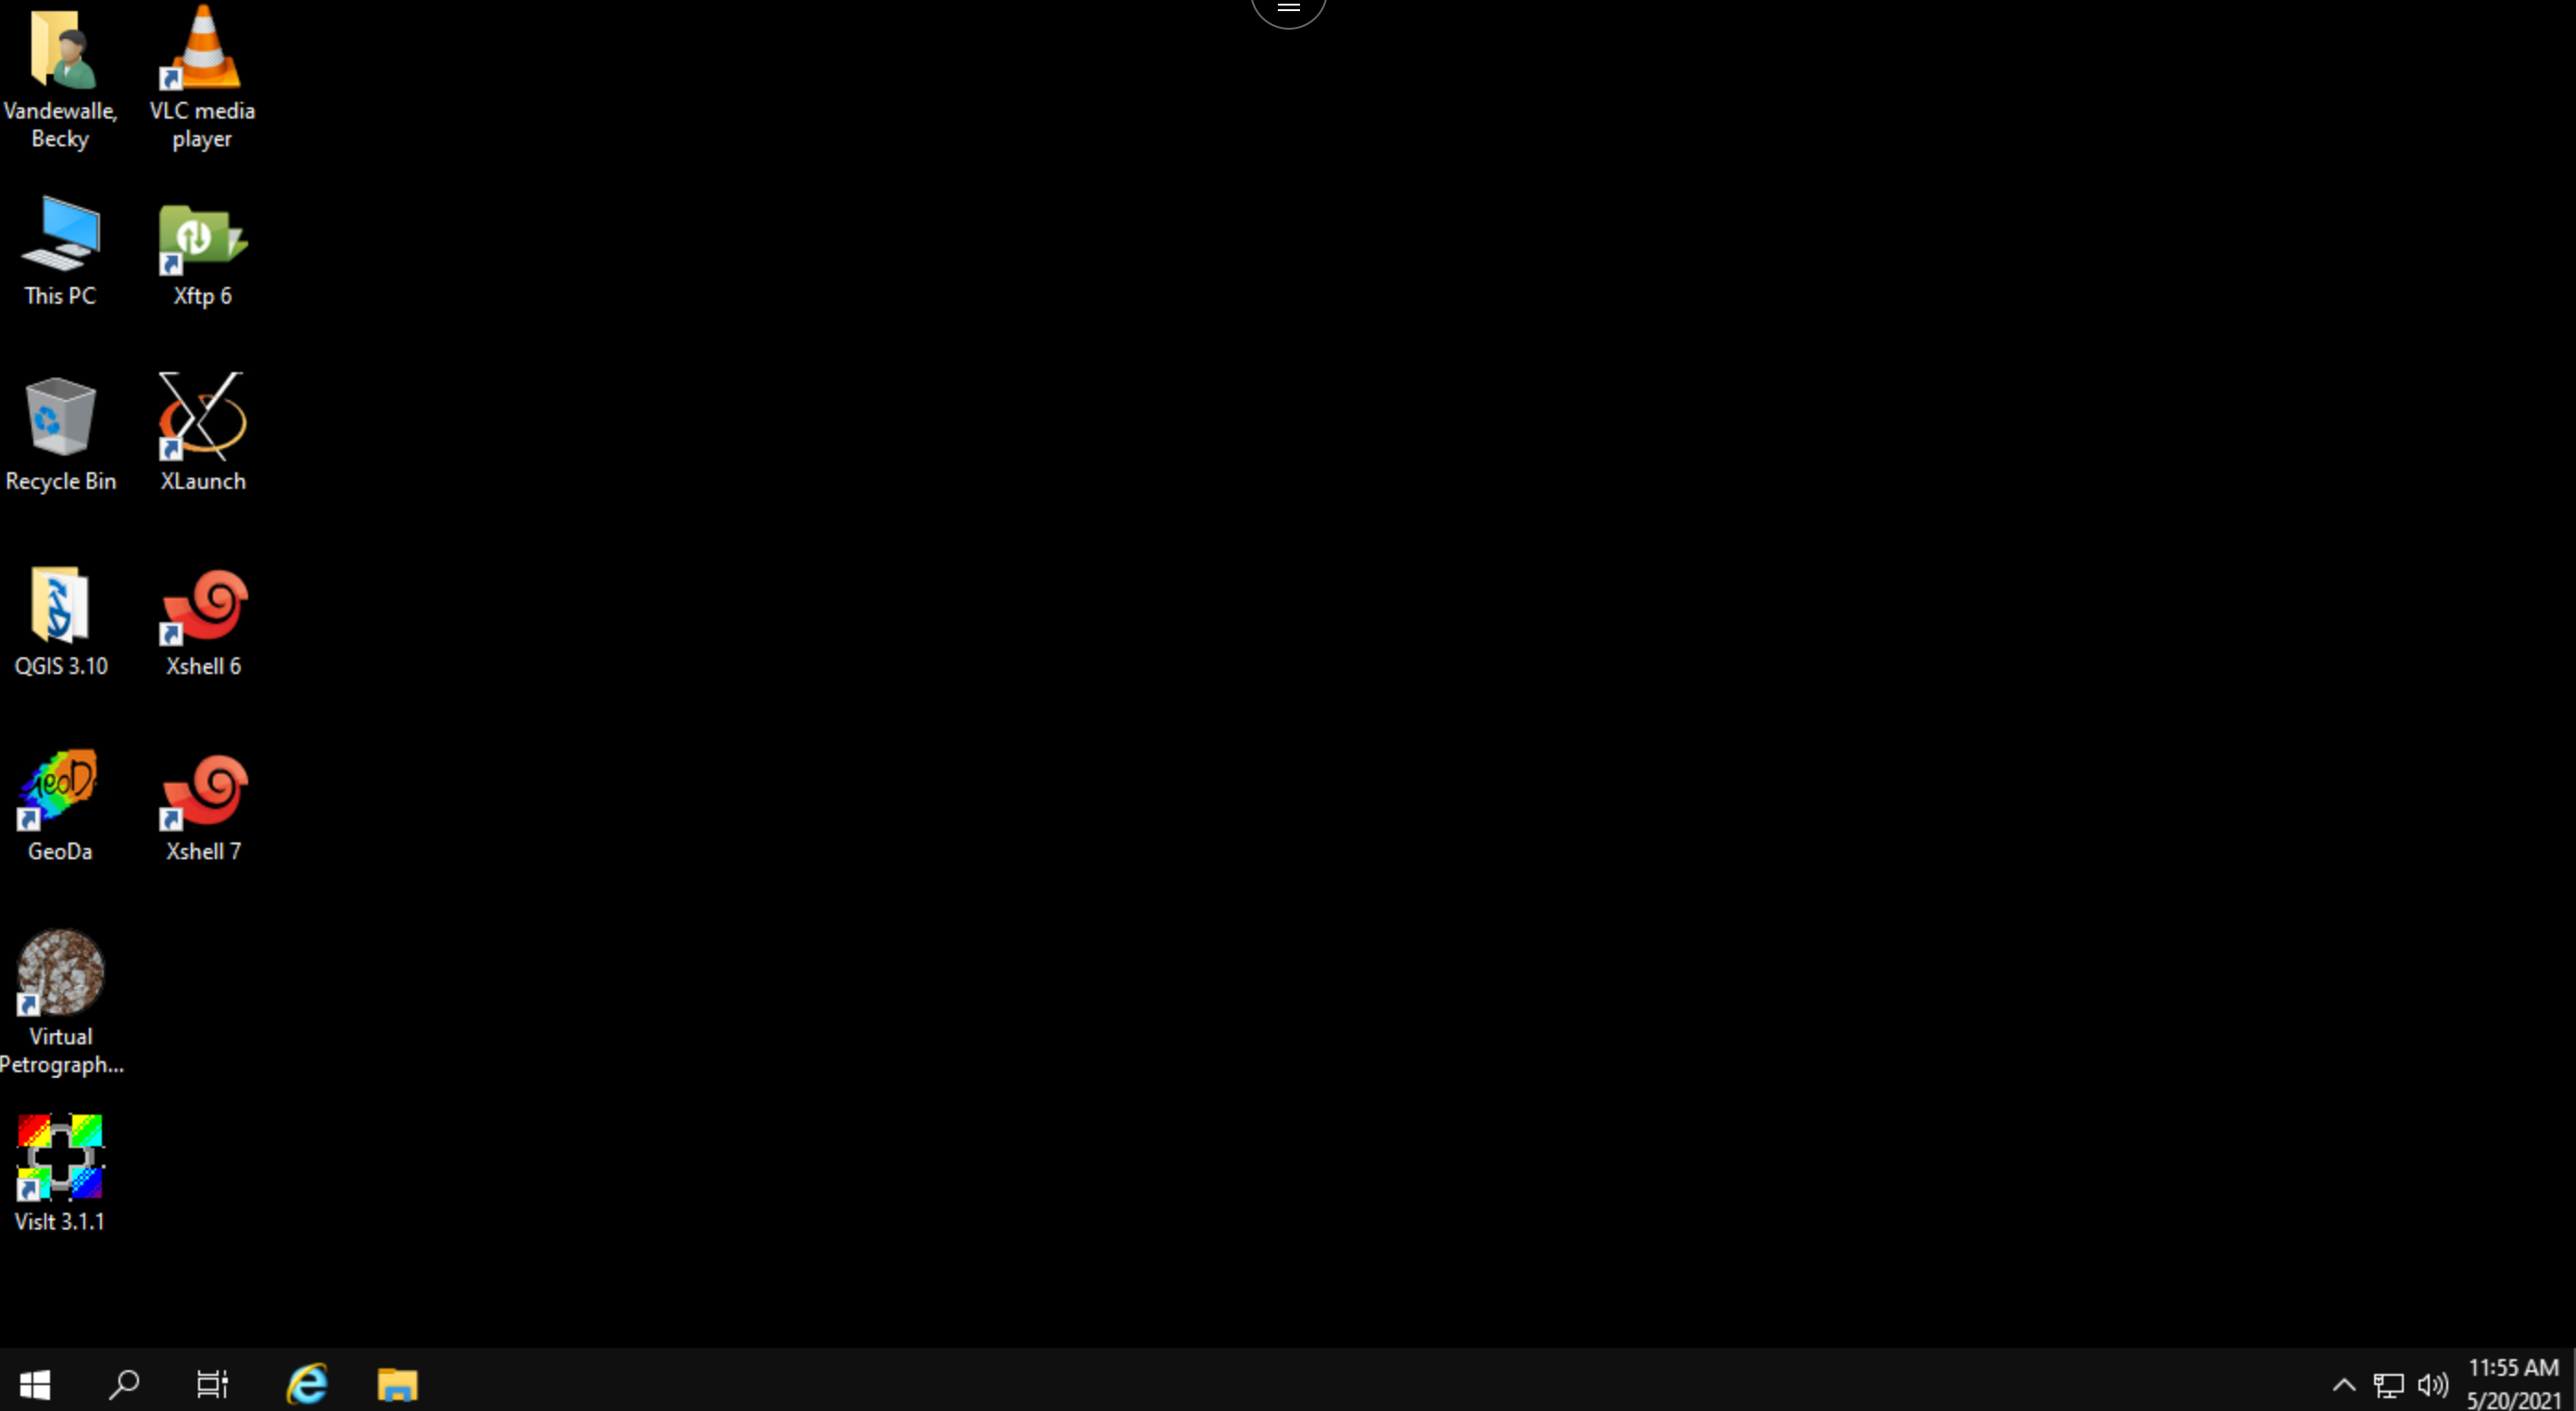 Vandewalle,
Becky
VLC media
player
This PC
Xftp 6
Recycle Bin
XLaunch
QGIS 3.10
Xshell 6
GeoDa
Xshell 7
Virtual
Petrograph...
VisIt 3.1.1
11:55 AM
5/20/2021